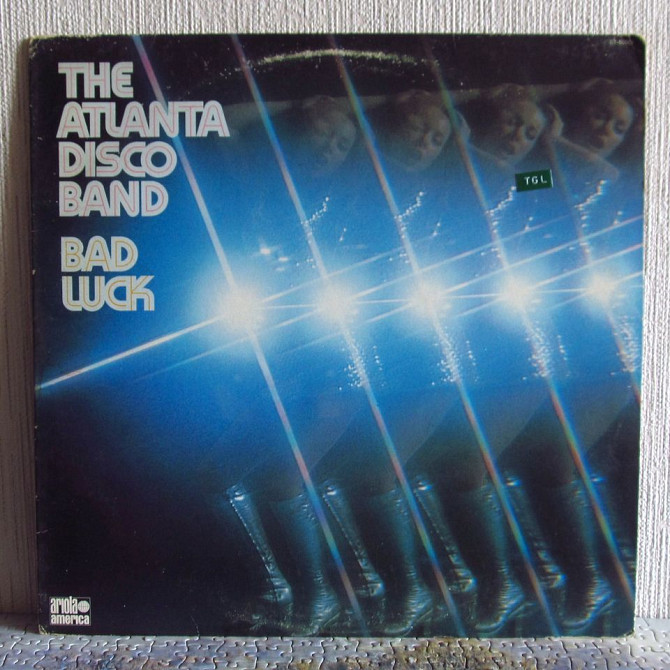 THE
ATLANTA
DISCO
BAND
BAD
LUCK
TGL
ariola
america